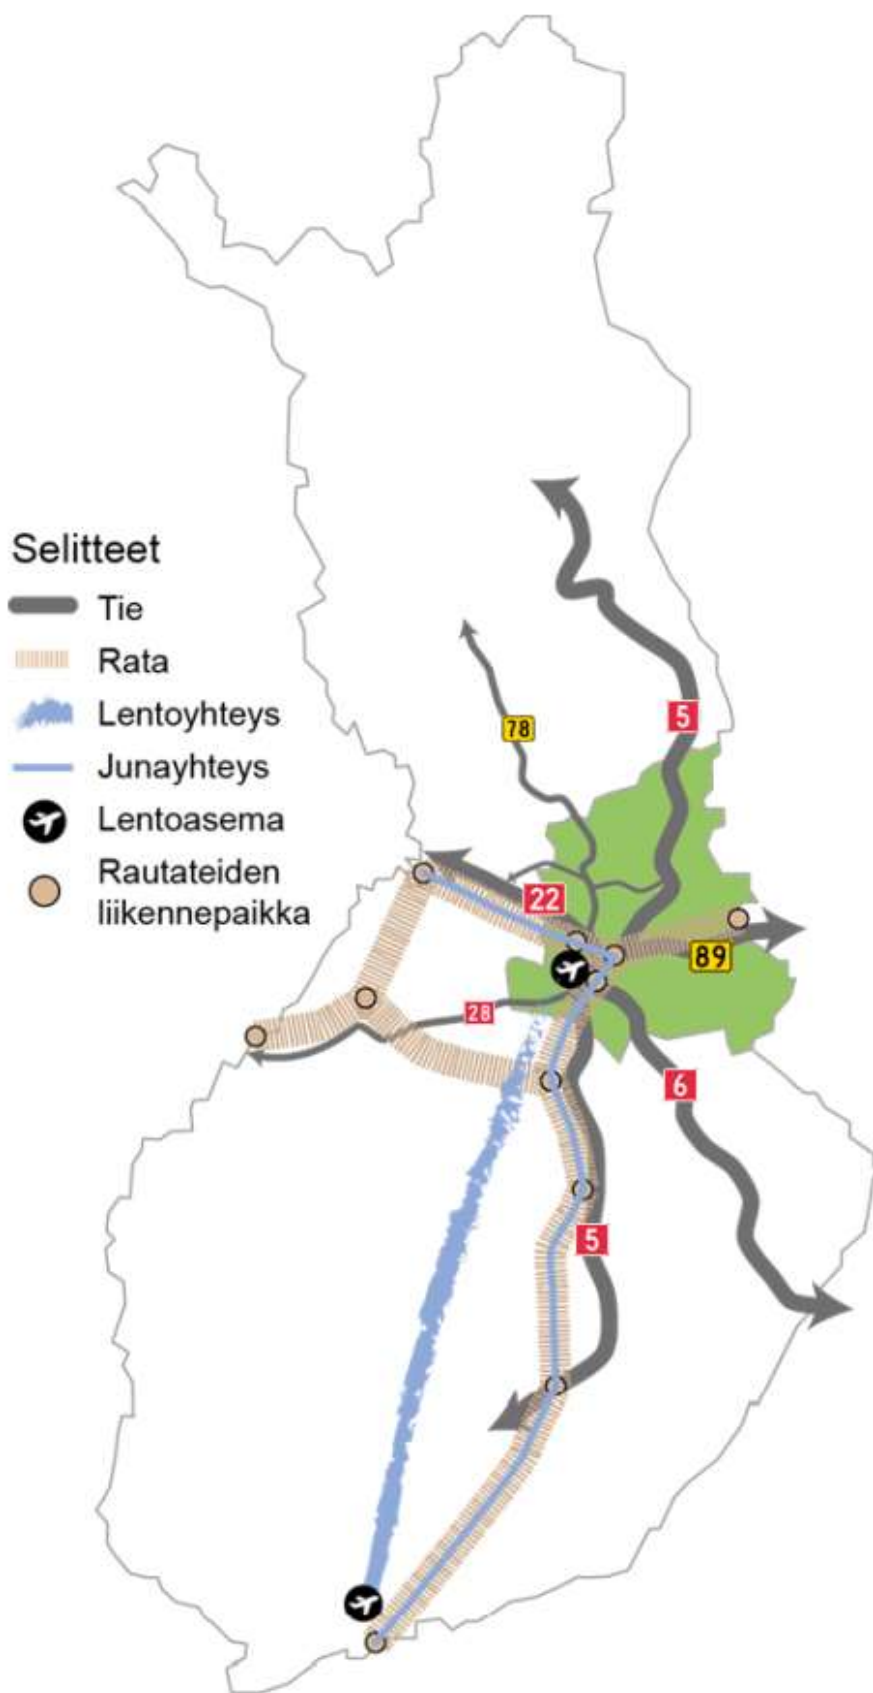 Selitteet
Tie
Rata
Lentoyhteys
Junayhteys
Lentoasema
Rautateiden
liikennepaikka
5
78
22
89
28
6
5